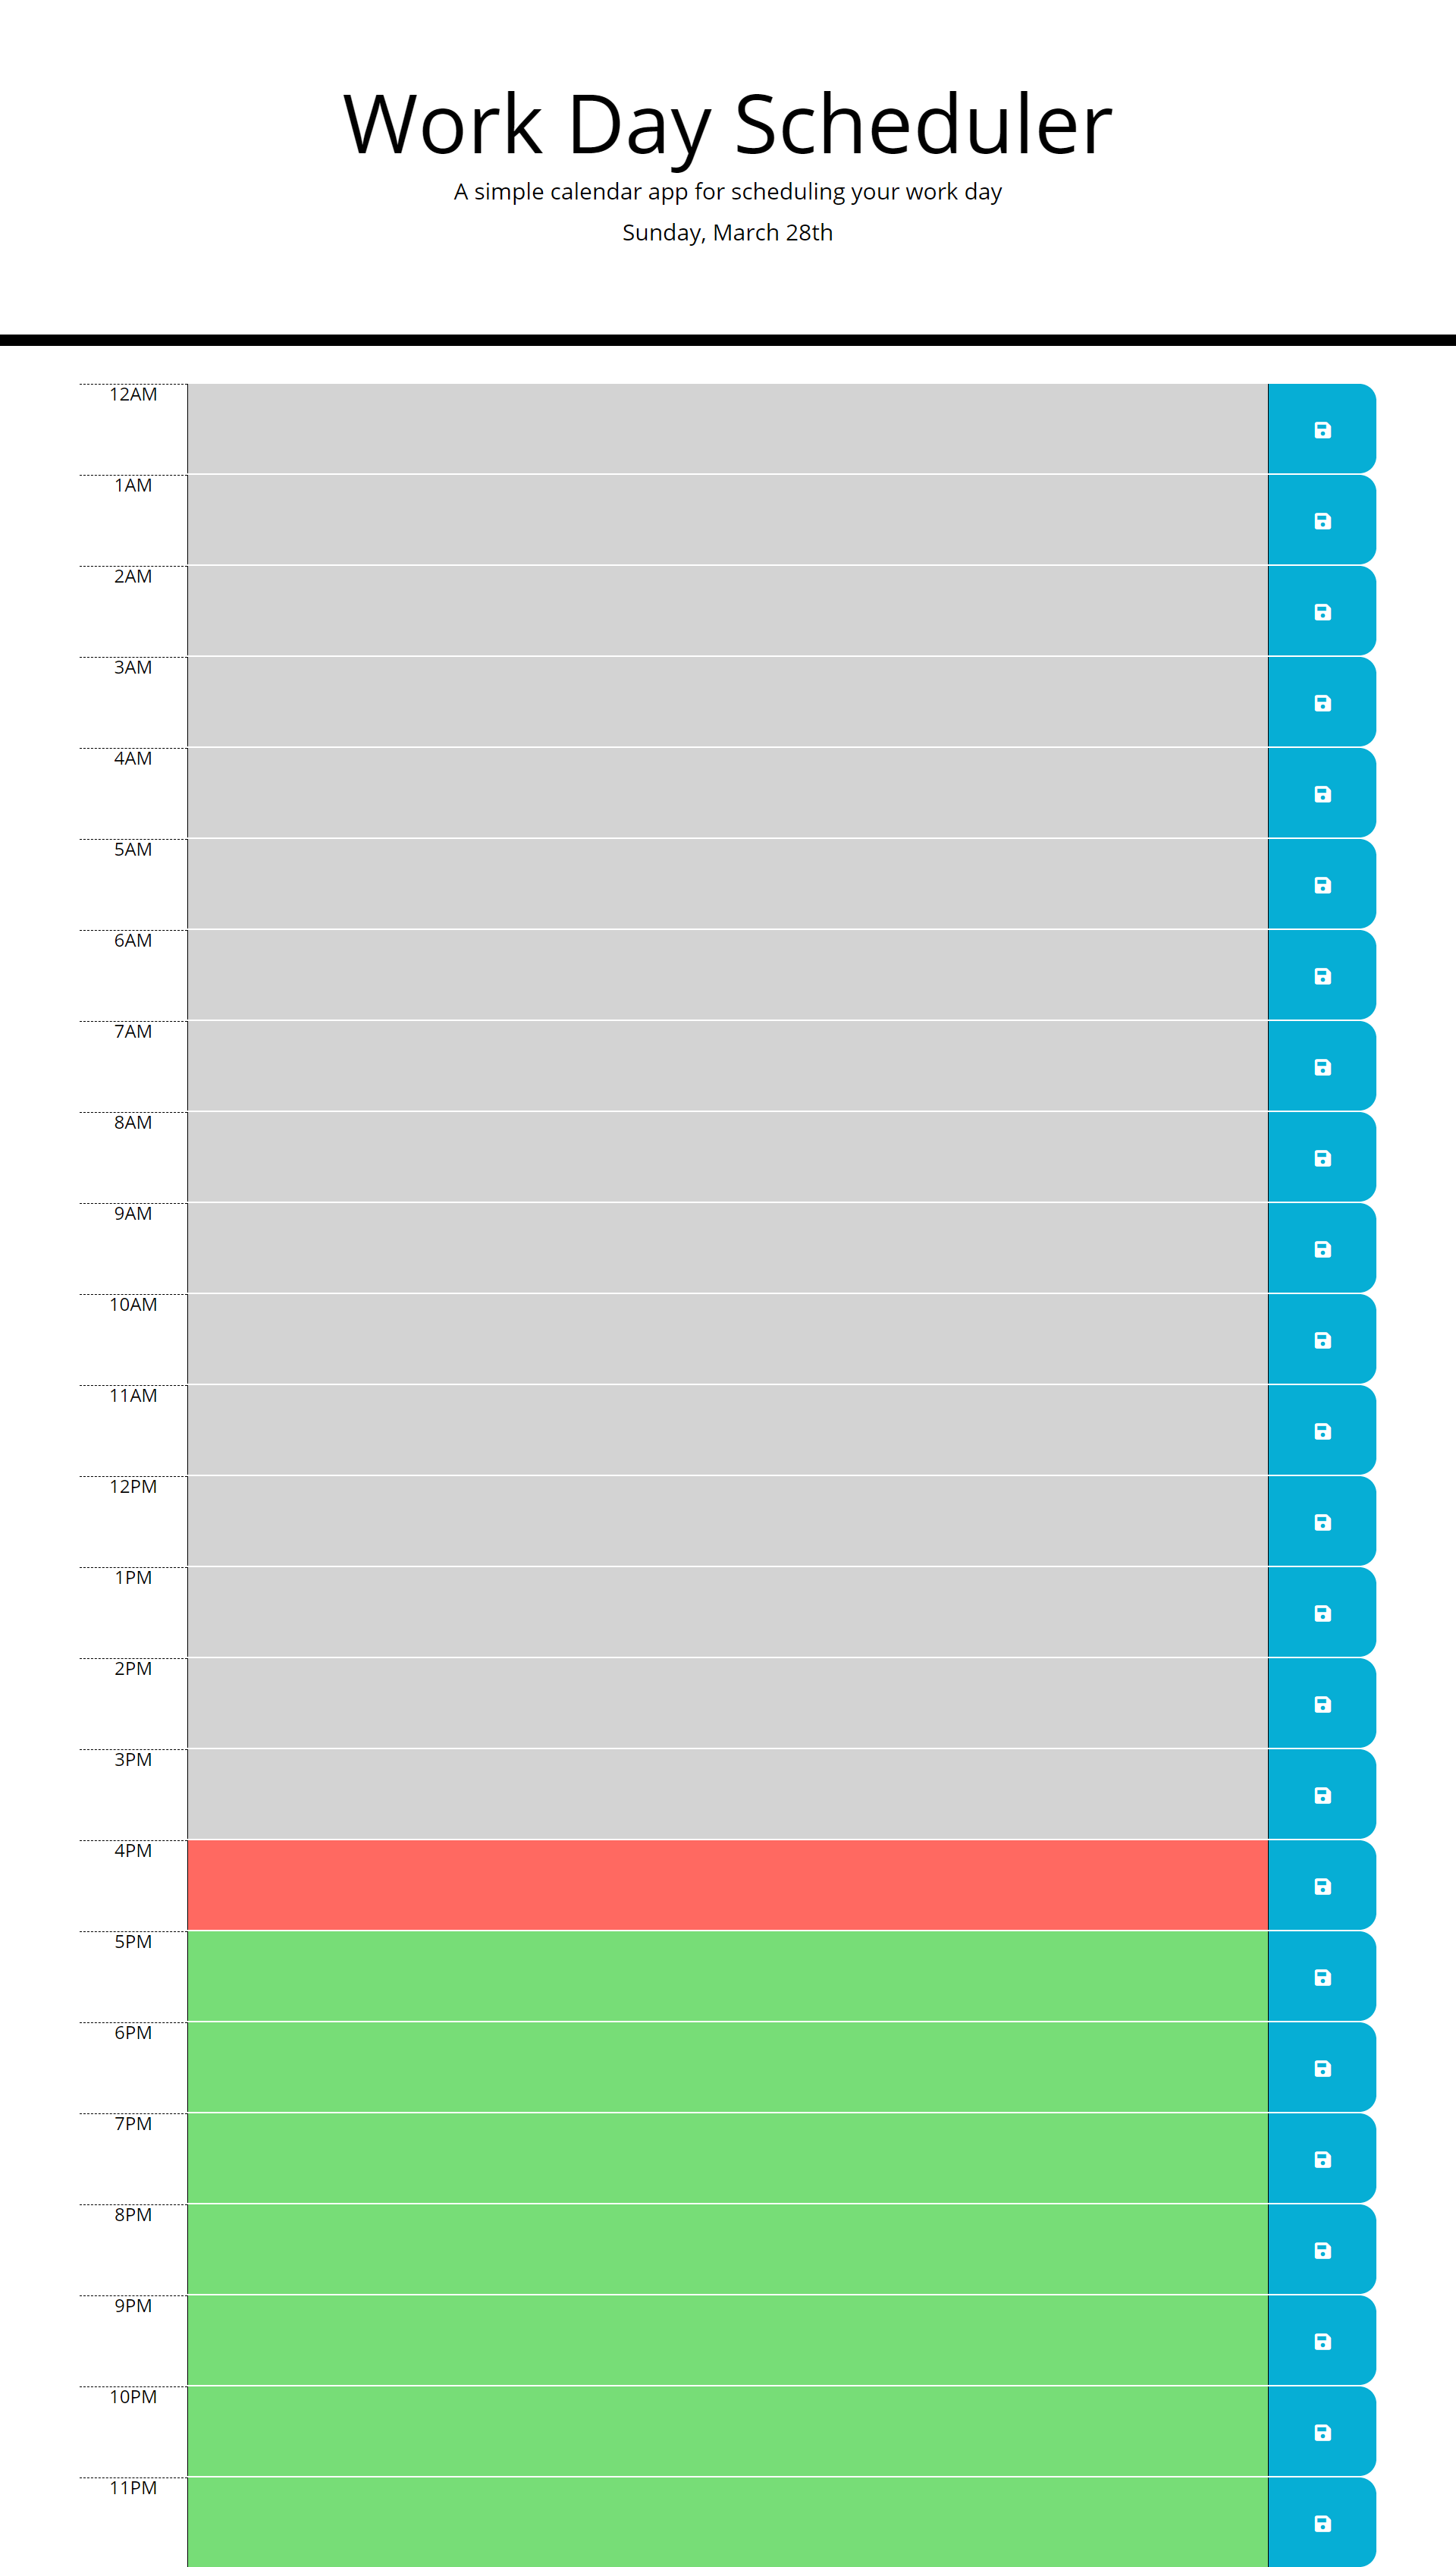 Work Day Scheduler
A simple calendar app for scheduling your work day
Sunday, March 28th
12AM
1AM
2AM
3AM
4AM
5AM
6AM
7AM
8AM
9AM
10AM
11AM
12PM
1PM
2PM
3PM
4PM
5PM
6PM
7PM
8PM
9PM
10PM
11PM